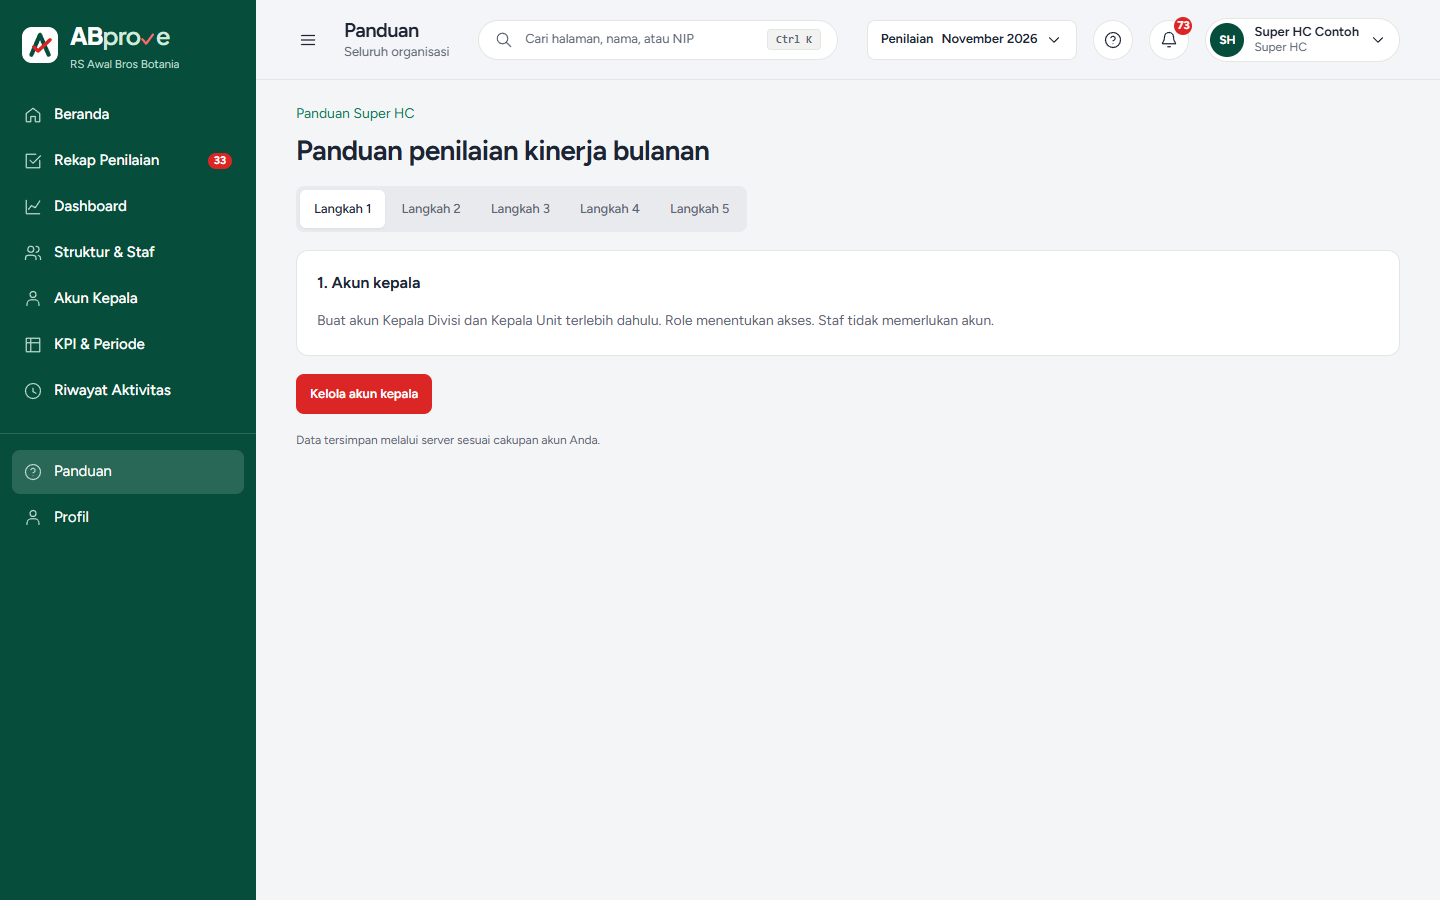 ABprove
RS Awal Bros Botania
Beranda
Rekap Penilaian 33
Dashboard
Struktur & Staf
Akun Kepala
KPI & Periode
Riwayat Aktivitas
Panduan
Profil
Panduan
Seluruh organisasi
Cari halaman, nama, atau NIP Ctrl K
Penilaian November 2026
73
SH
Super HC Contoh
Super HC
Panduan Super HC
Panduan penilaian kinerja bulanan
Langkah 1 Langkah 2 Langkah 3 Langkah 4 Langkah 5
1. Akun kepala
Buat akun Kepala Divisi dan Kepala Unit terlebih dahulu. Role menentukan akses. Staf tidak memerlukan akun.
Kelola akun kepala
Data tersimpan melalui server sesuai cakupan akun Anda.